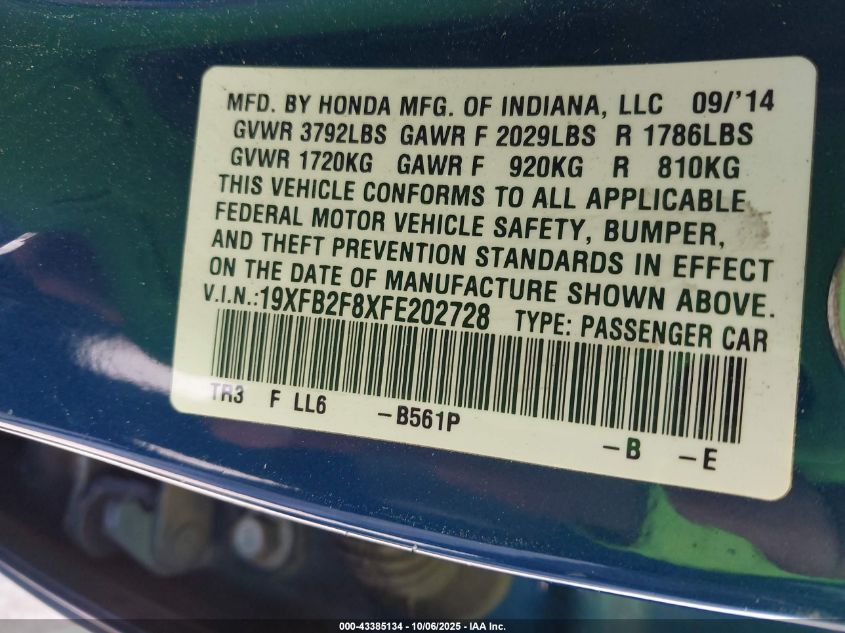 MFD. BY HONDA MFG. OF INDIANA, LLC 09/'14
GVWR 3792LBS GAWR F 2029LBS R 1786LBS
GVWR 1720KG GAWR F 920KG R 810KG
THIS VEHICLE CONFORMS TO ALL APPLICABLE
FEDERAL MOTOR VEHICLE SAFETY, BUMPER,
AND THEFT PREVENTION STANDARDS IN EFFECT
ON THE DATE OF MANUFACTURE SHOWN ABOVE.
V.I.N.:19XFB2F8XFE202728 TYPE: PASSENGER CAR
TR3 F LL6 -B561P -B -E
000-43385134 - 10/06/2025 - IAA Inc.